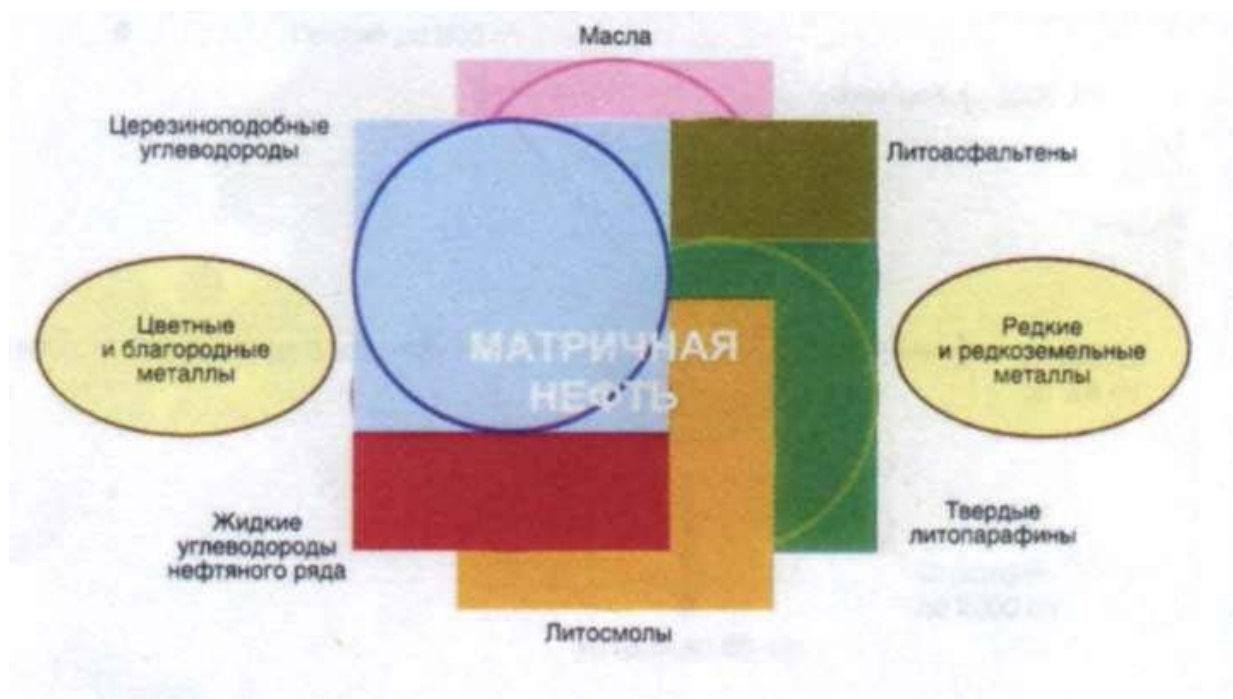 Масла
Церезиноподобные
углеводороды
Литоасфальтены
Цветные
и благородные
металлы
МАТРИЧНАЯ
НЕФТЬ
Редкие
и редкоземельные
металлы
Жидкие
углеводороды
нефтяного ряда
Твердые
литопарафины
Литосмолы